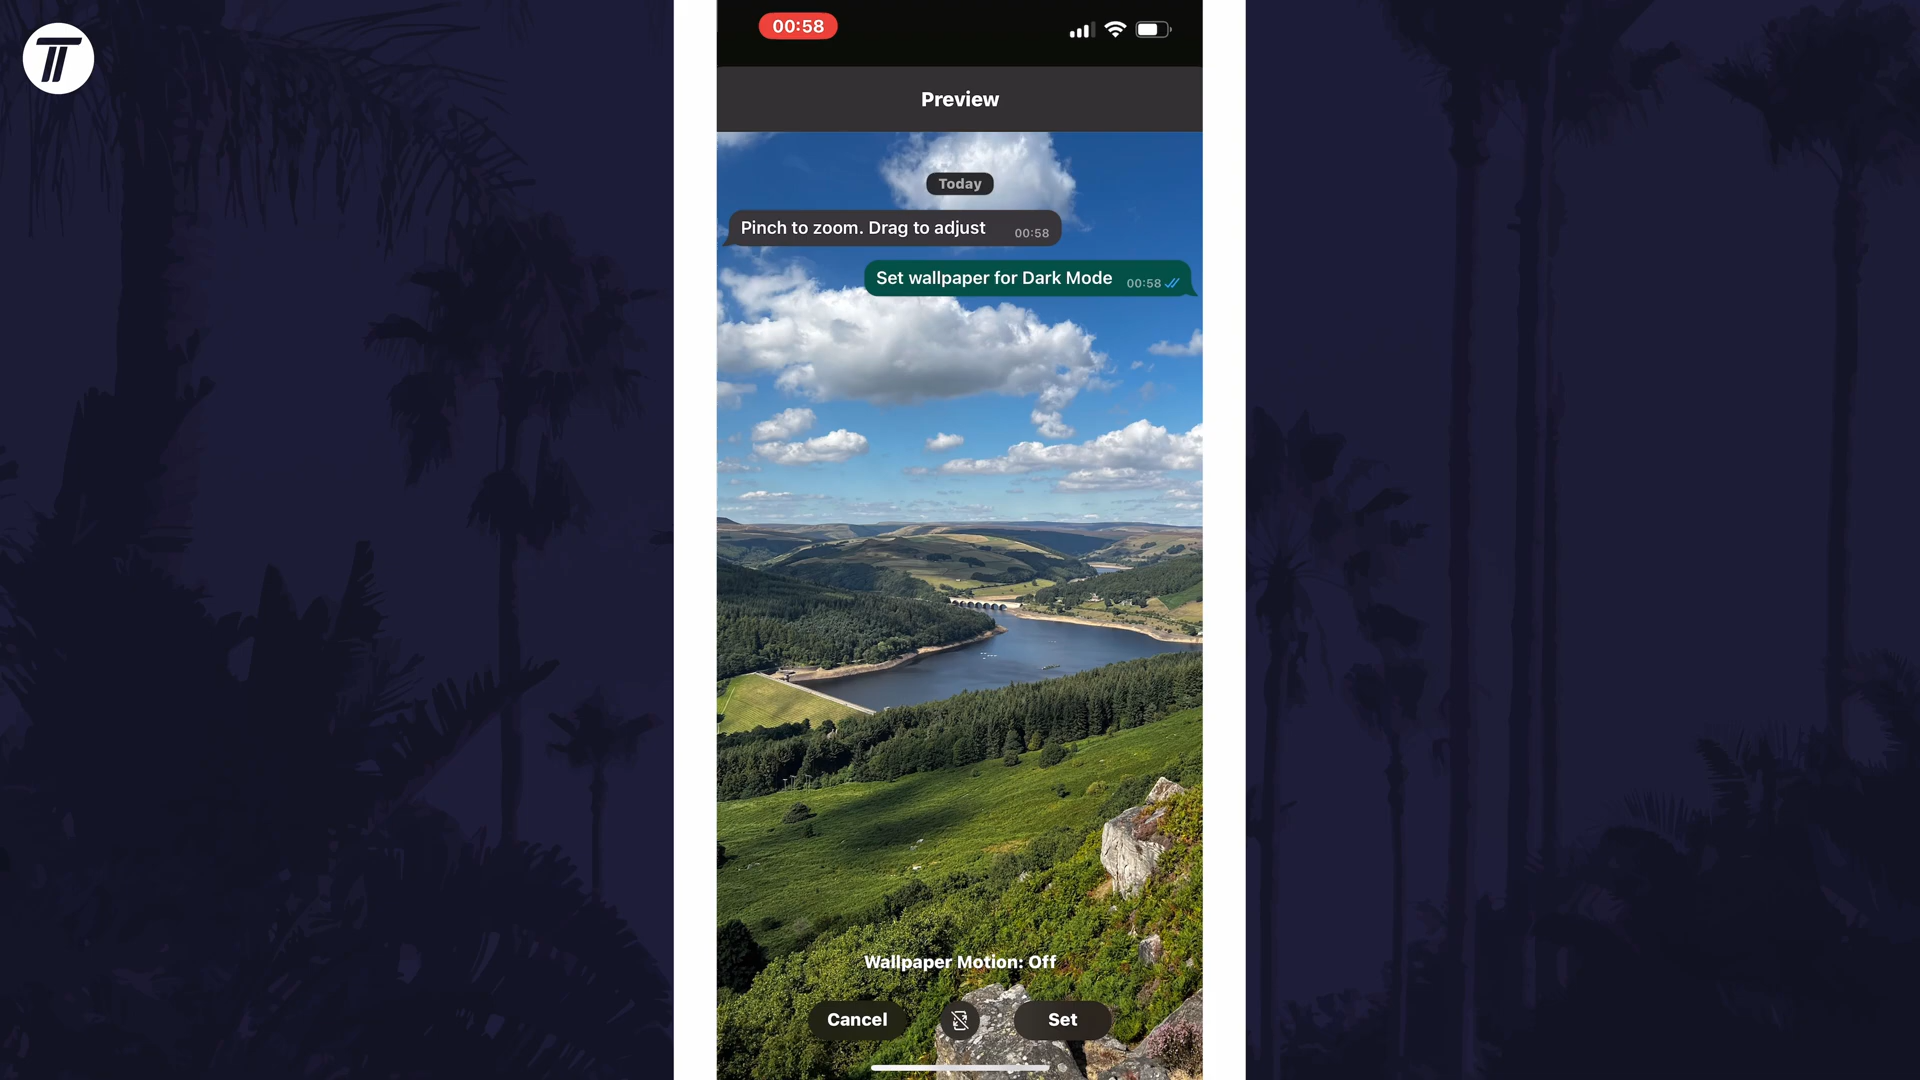 00:58
Preview
Today
Pinch to zoom. Drag to adjust 00:58
Set wallpaper for Dark Mode 00:58
Wallpaper Motion: Off
Cancel
Set